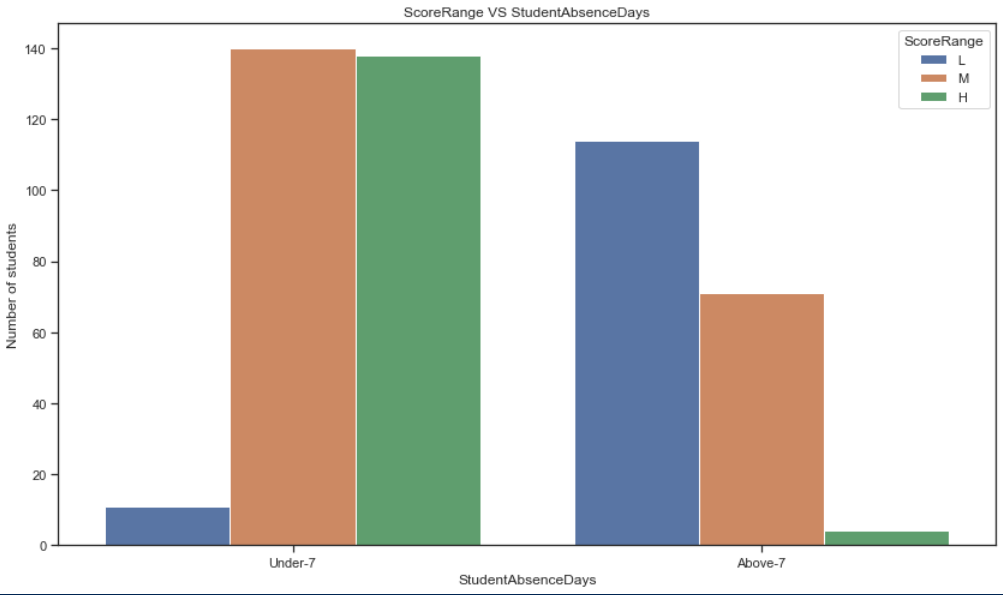 ScoreRange VS StudentAbsenceDays
ScoreRange
L
M
H
Number of students
140
120
100
80
60
40
20
0
Under-7
Above-7
StudentAbsenceDays